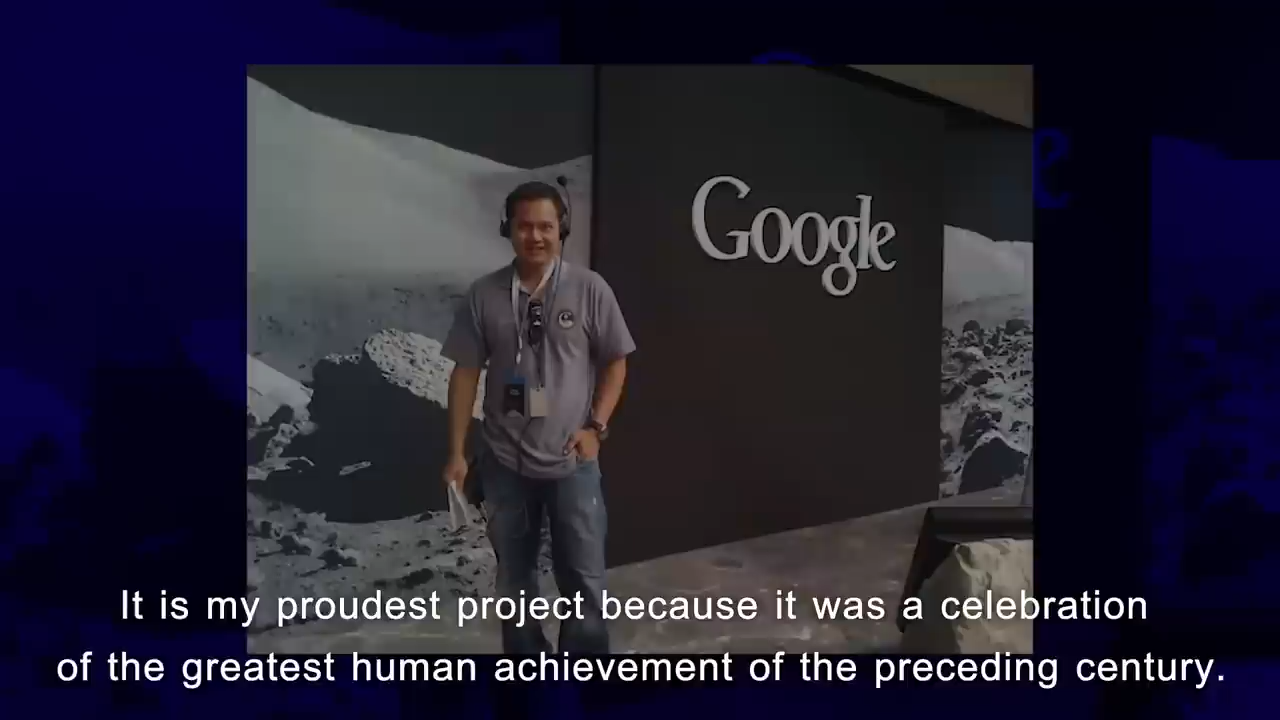 Google
It is my proudest project because it was a celebration
of the greatest human achievement of the preceding century.